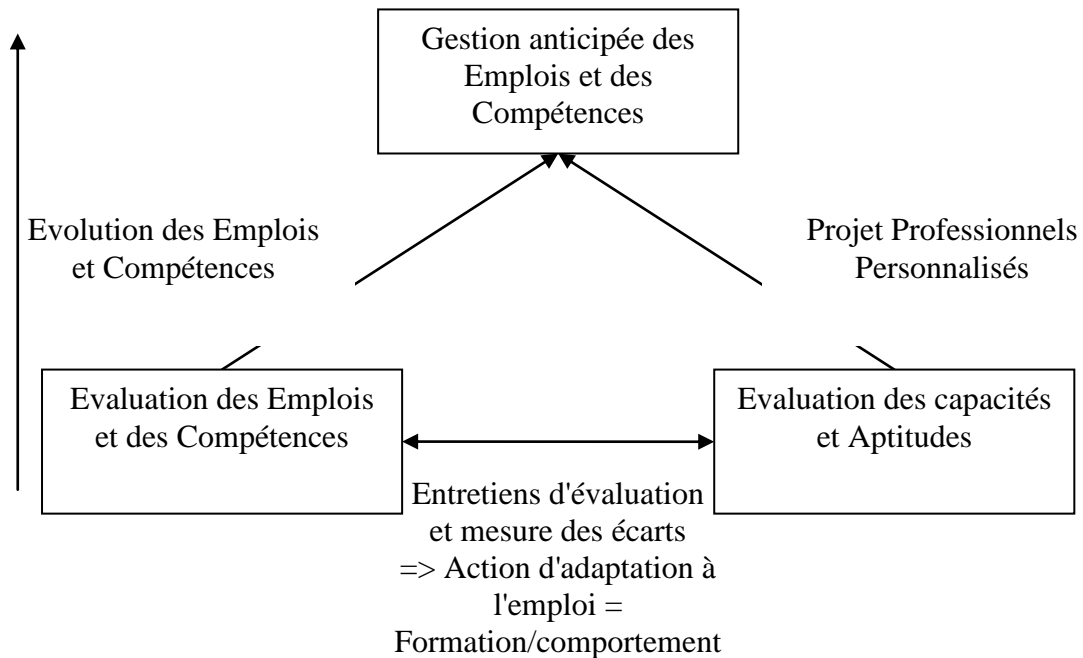 Gestion anticipée des
Emplois et des
Compétences
Evolution des Emplois
et Compétences
Projet Professionnels
Personnalisés
Evaluation des Emplois
et des Compétences
Evaluation des capacités
et Aptitudes
Entretiens d'évaluation
et mesure des écarts
=> Action d'adaptation à
l'emploi =
Formation/comportement